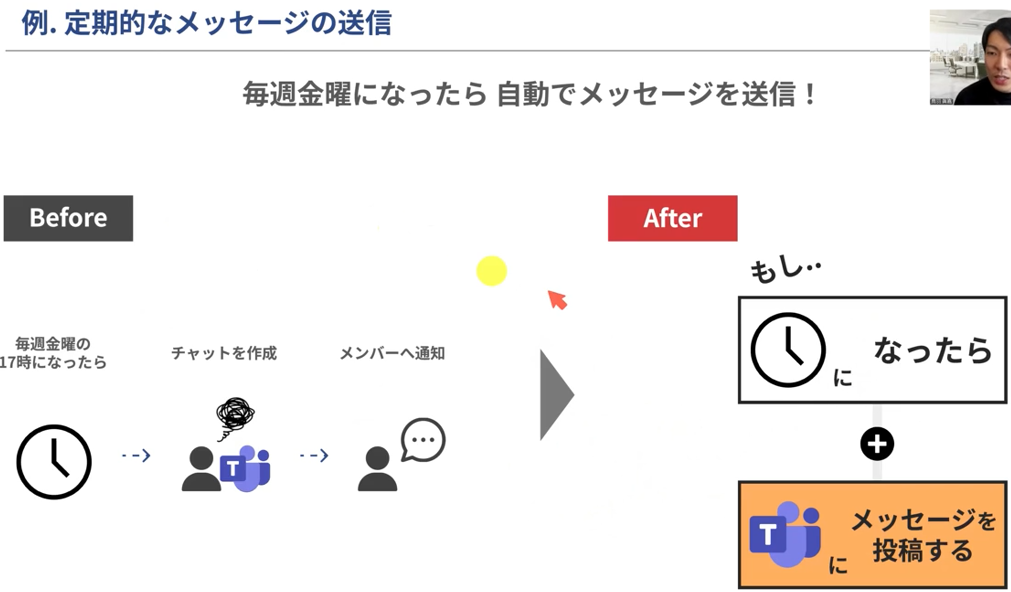 例. 定期的なメッセージの送信
毎週金曜になったら 自動でメッセージを送信！
Before
毎週金曜の
17時になったら
チャットを作成
メンバーへ通知
T
After
もし..
に なったら
T
に メッセージを
投稿する